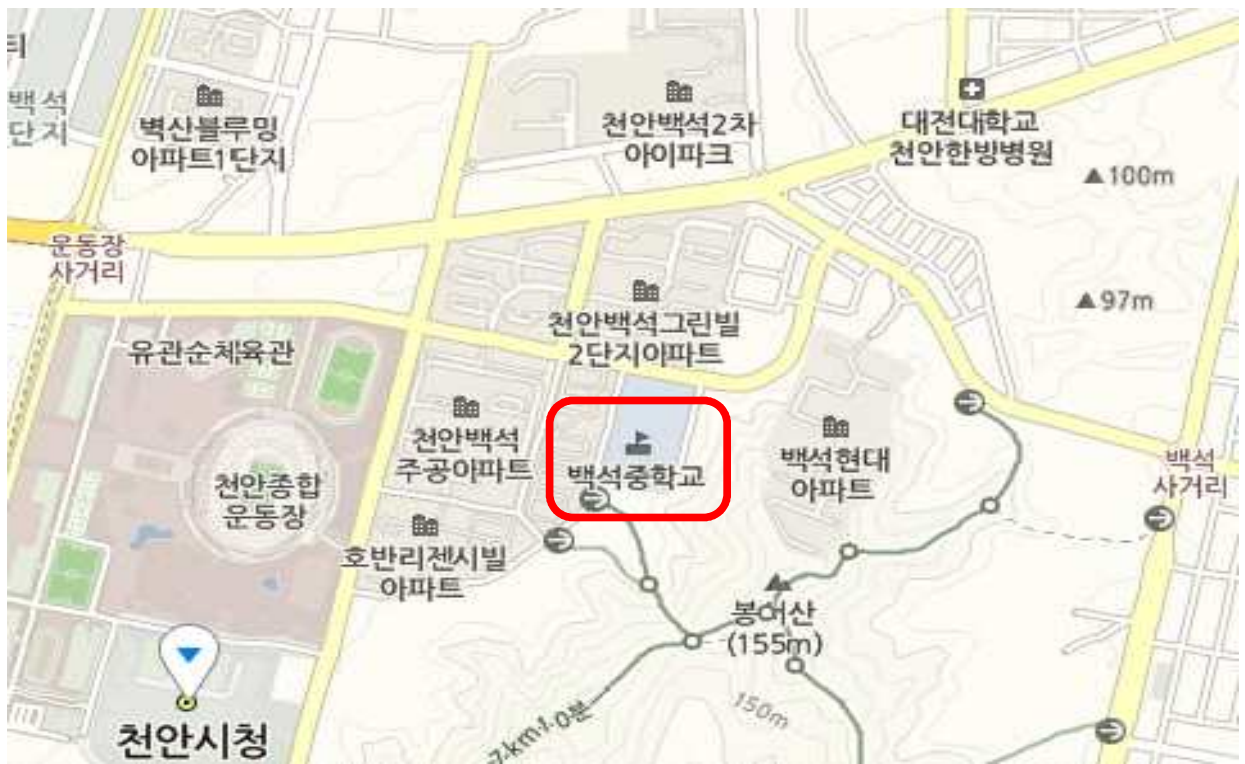 티
백석
단지
벽산블루밍
아파트1단지
천안백석2차
아이파크
대전대학교
천안한방병원
▲100m
운동장
사거리
▲97m
천안백석그린빌
2단지아파트
유관순체육관
천안백석
주공아파트
백석중학교
백석현대
아파트
백석
사거리
천안종합
운동장
호반리젠시빌
아파트
봉어산
(155m)
150m
천안시청